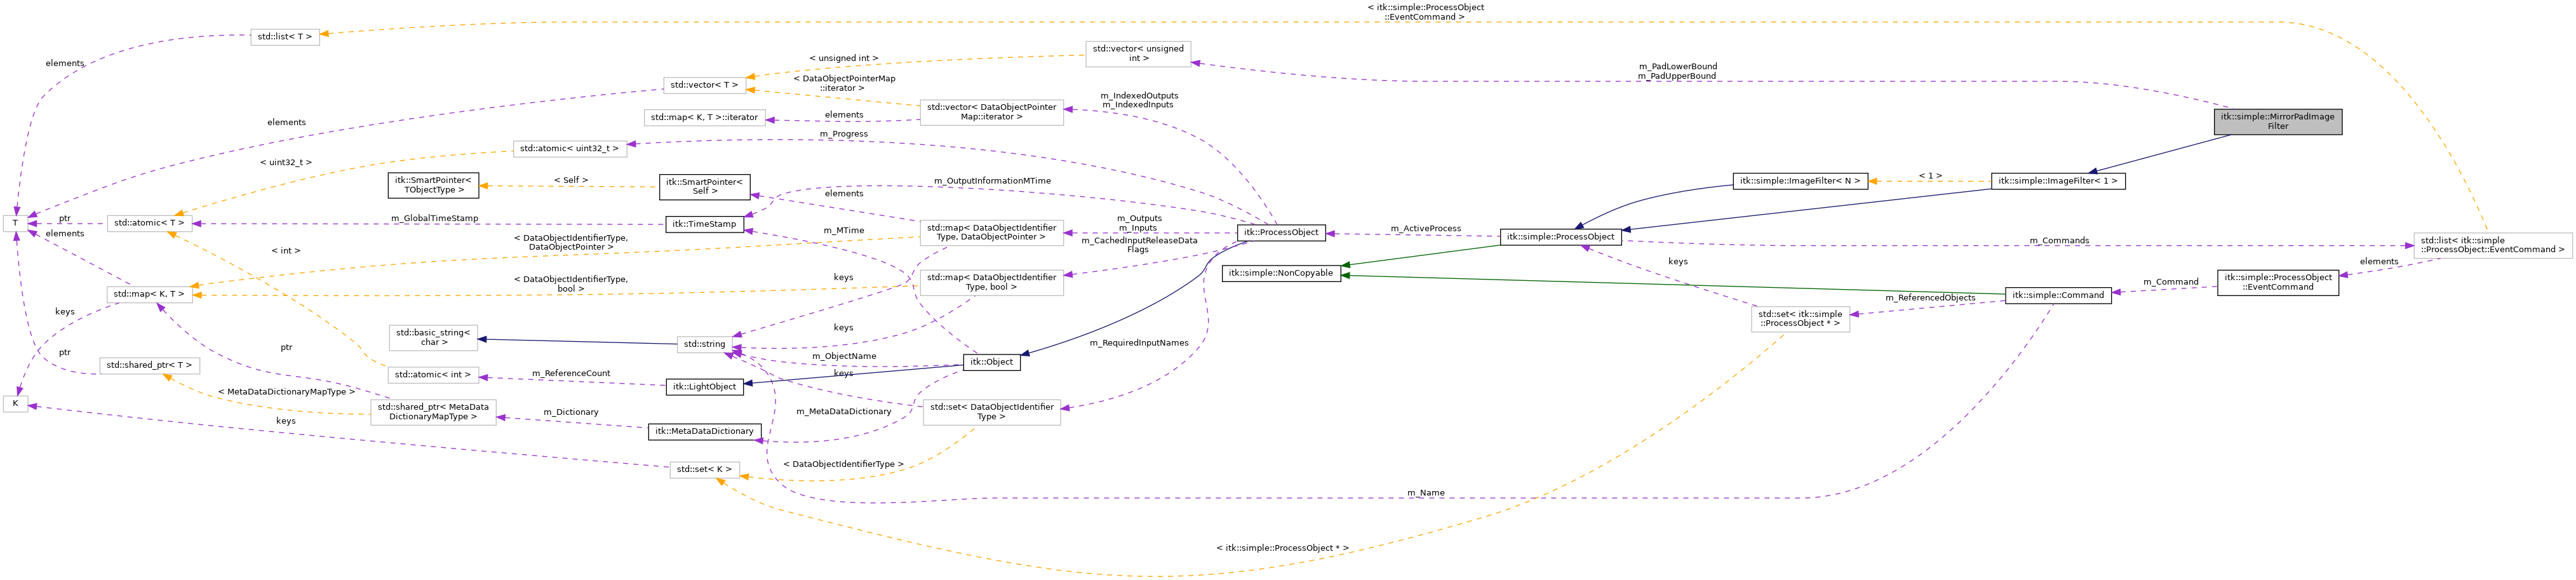 < itk::simple::ProcessObject
::EventCommand >
std::list< T >
std::vector< unsigned
int >
< unsigned int >
elements
m_PadLowerBound
m_PadUpperBound
< DataObjectPointerMap
::iterator >
std::vector< T >
m_IndexedOutputs
m_IndexedInputs
std::vector< DataObjectPointer
Map::iterator >
elements
std::map< K, T >::iterator
itk::simple::MirrorPadImage
Filter
elements
m_Progress
std::atomic< uint32_t >
< uint32_t >
itk::SmartPointer<
TObjectType >
< Self >
itk::SmartPointer<
Self >
m_OutputInformationMTime
elements
itk::simple::ImageFilter< N >
< 1 >
itk::simple::ImageFilter< 1 >
T
ptr
std::atomic< T >
m_GlobalTimeStamp
itk::TimeStamp
std::map< DataObjectIdentifier
Type, DataObjectPointer >
m_Outputs
m_Inputs
itk::ProcessObject
m_ActiveProcess
itk::simple::ProcessObject
m_Commands
std::list< itk::simple
::ProcessObject::EventCommand >
elements
< DataObjectIdentifierType,
DataObjectPointer >
m_MTime
m_CachedInputReleaseData
Flags
< int >
keys
keys
elements
itk::simple::NonCopyable
std::map< DataObjectIdentifier
Type, bool >
itk::simple::ProcessObject
::EventCommand
m_Command
itk::simple::Command
m_ReferencedObjects
std::set< itk::simple
::ProcessObject * >
< DataObjectIdentifierType,
bool >
std::map< K, T >
keys
keys
std::basic_string<
char >
std::string
m_RequiredInputNames
ptr
ptr
m_ObjectName
itk::Object
std::shared_ptr< T >
std::atomic< int >
m_ReferenceCount
keys
itk::LightObject
< MetaDataDictionaryMapType >
K
std::shared_ptr< MetaData
DictionaryMapType >
m_Dictionary
m_MetaDataDictionary
std::set< DataObjectIdentifier
Type >
keys
itk::MetaDataDictionary
std::set< K >
< DataObjectIdentifierType >
m_Name
< itk::simple::ProcessObject * >